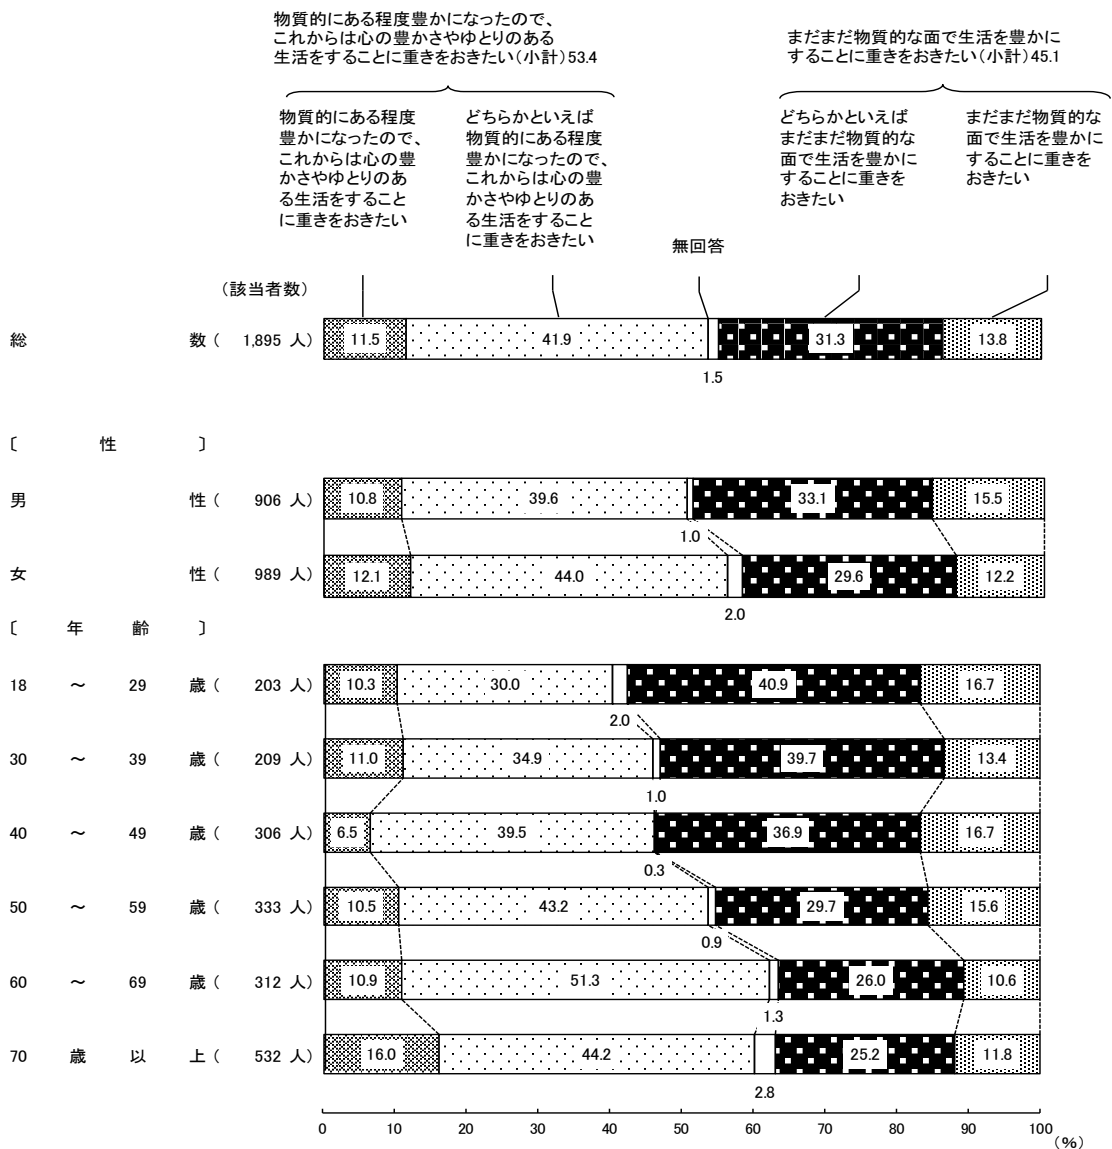 物質的にある程度豊かになったので、
これからは心の豊かさやゆとりのある
生活をすることに重きをおきたい(小計)53.4
まだまだ物質的な面で生活を豊かに
することに重きをおきたい(小計)45.1
物質的にある程度
豊かになったので、
これからは心の豊
かさやゆとりのあ
る生活をすること
に重きをおきたい
どちらかといえば
物質的にある程度
豊かになったので、
これからは心の豊
かさやゆとりのあ
る生活をすること
に重きをおきたい
無回答
どちらかといえば
まだまだ物質的な
面で生活を豊かに
することに重きを
おきたい
まだまだ物質的な
面で生活を豊かに
することに重きを
おきたい
(該当者数)
総 数 ( 1,895 人) 11.5 41.9 31.3 13.8
1.5
〔 性 〕
男 性 ( 906 人) 10.8 39.6 33.1 15.5
1.0
女 性 ( 989 人) 12.1 44.0 29.6 12.2
2.0
〔 年 齢 〕
18 ～ 29 歳 ( 203 人) 10.3 30.0 40.9 16.7
2.0
30 ～ 39 歳 ( 209 人) 11.0 34.9 39.7 13.4
1.0
40 ～ 49 歳 ( 306 人) 6.5 39.5 36.9 16.7
0.3
50 ～ 59 歳 ( 333 人) 10.5 43.2 29.7 15.6
0.9
60 ～ 69 歳 ( 312 人) 10.9 51.3 26.0 10.6
1.3
70 歳 以 上 ( 532 人) 16.0 44.2 25.2 11.8
2.8
0 10 20 30 40 50 60 70 80 90 100
(%)